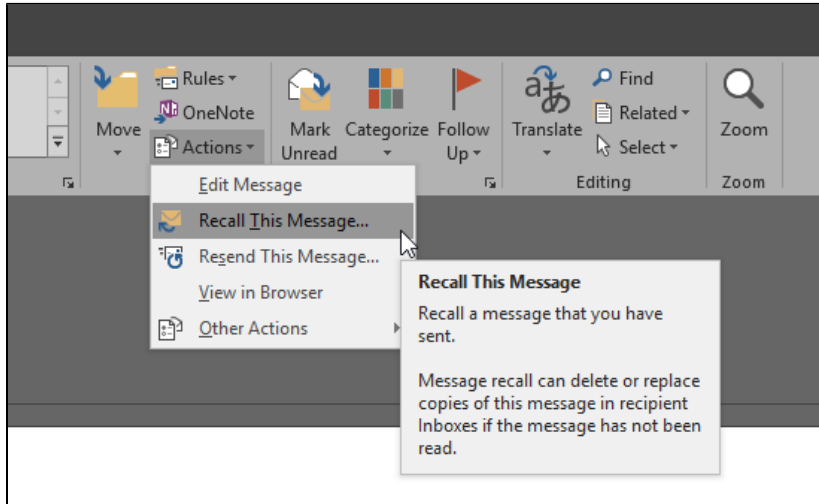 Rules
OneNote
Actions
Move
Mark
Unread
Categorize
Follow
Up
Translate
Find
Related
Select
Editing
Zoom
Zoom
Edit Message
Recall This Message...
Resend This Message...
View in Browser
Other Actions
Recall This Message
Recall a message that you have
sent.
Message recall can delete or replace
copies of this message in recipient
Inboxes if the message has not been
read.